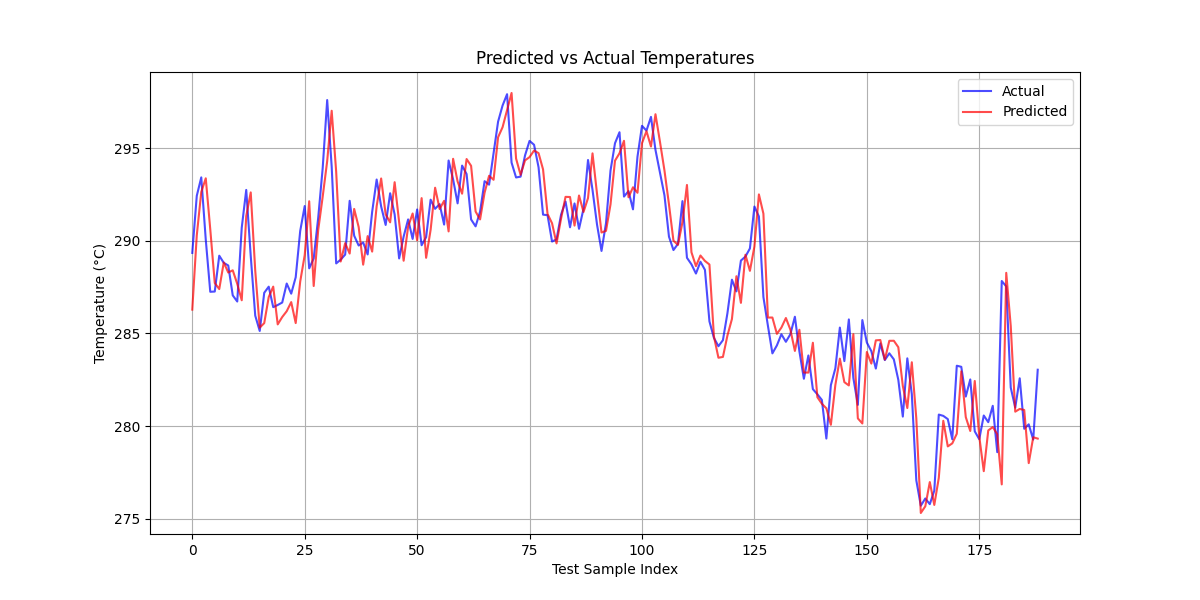 Predicted vs Actual Temperatures
Actual
Predicted
Temperature (°C)
295
290
285
280
275
0 25 50 75 100 125 150 175
Test Sample Index